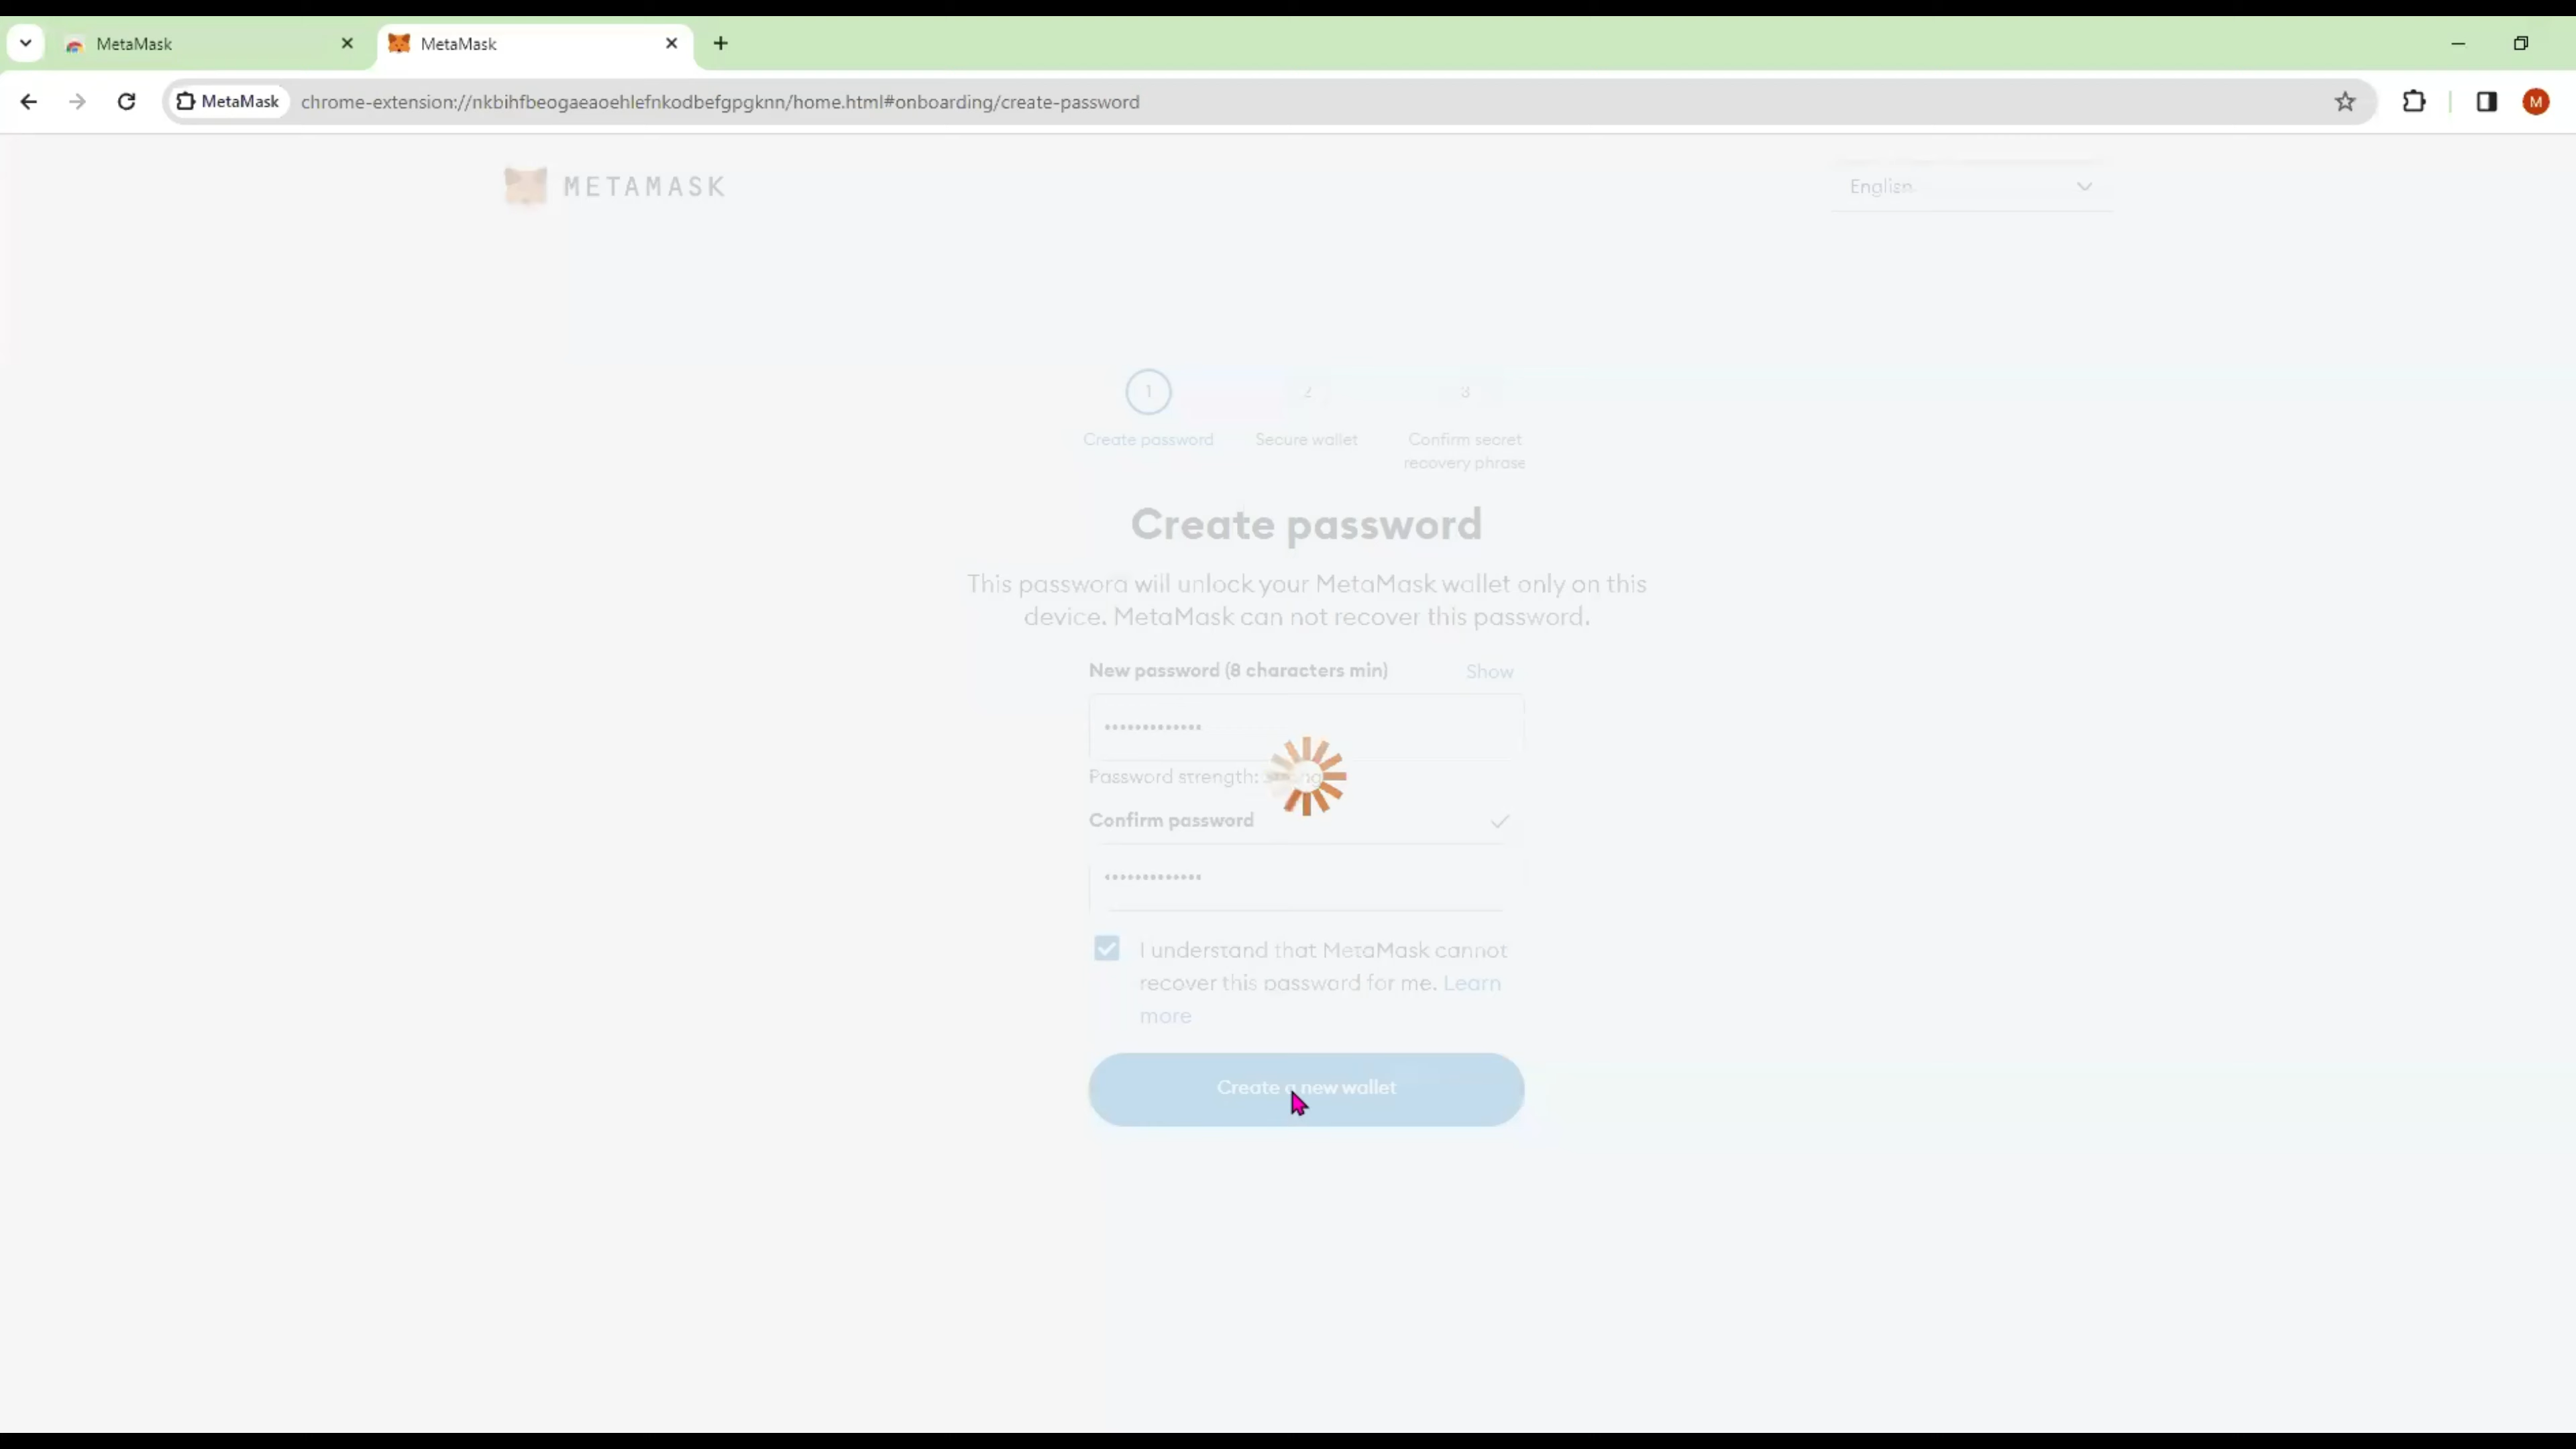 MetaMask
MetaMask
MetaMask
chrome-extension://nkbihfbeogaeaoehlefnkodbefgpgknn/home.html#onboarding/create-password
M
METAMASK
English
1
2
3
Create password
Secure wallet
Confirm secret
recovery phrase
Create password
This password will unlock your MetaMask wallet only on this
device. MetaMask can not recover this password.
New password (8 characters min)
Show
•••••••••••••
Password strength: Strong
Confirm password
•••••••••••••
I understand that MetaMask cannot
recover this password for me. Learn
more
Create a new wallet